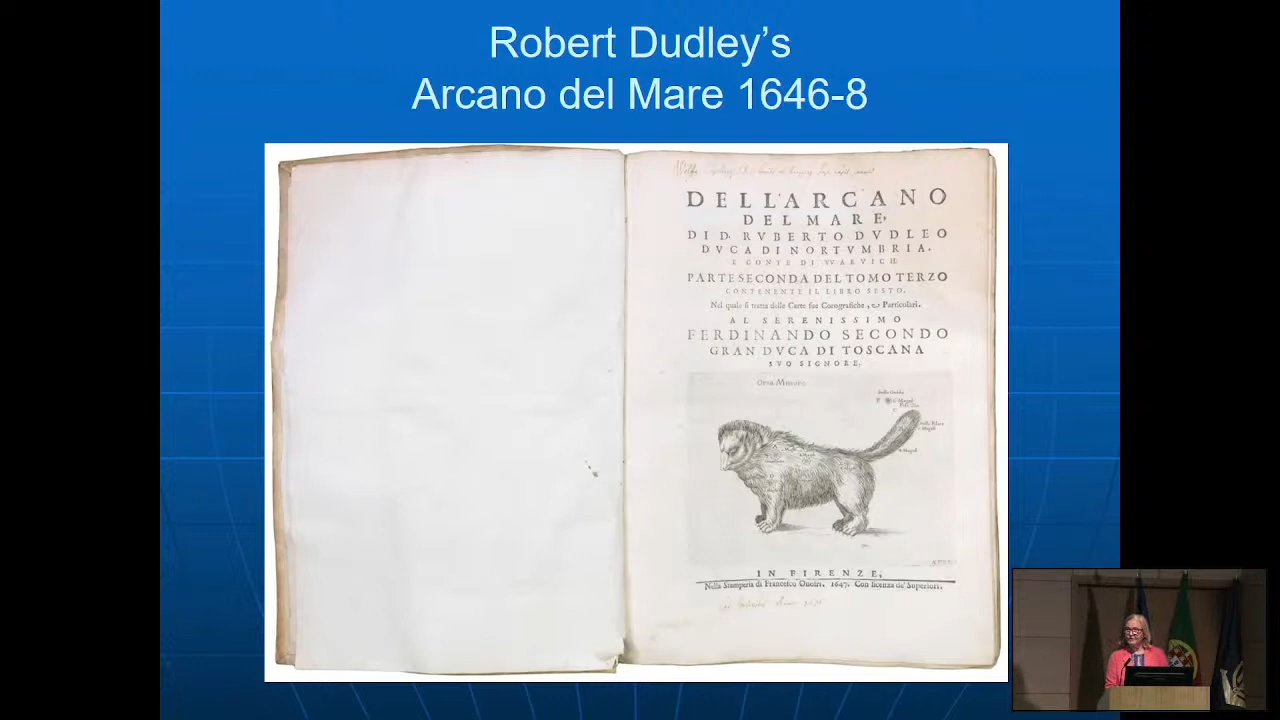 Robert Dudley’s
Arcano del Mare 1646-8
DELL'ARCANO
DEL MARE,
DI D. RVBERTO DVDLEO
DVCA DI NORTVMBRIA,
E CONTE DI VVARVICH.
PARTE SECONDA DEL TOMO TERZO
CONTENENTE IL LIBRO SESTO.
Nel quale si tratta delle Carte sue Corografiche, e Particolari.
AL SERENISSIMO
FERDINANDO SECONDO
GRAN DVCA DI TOSCANA
SVO SIGNORE.
Orsa Minore
IN FIRENZE,
Nella Stamperia di Francesco Onofri. 1647. Con licenza de' Superiori.